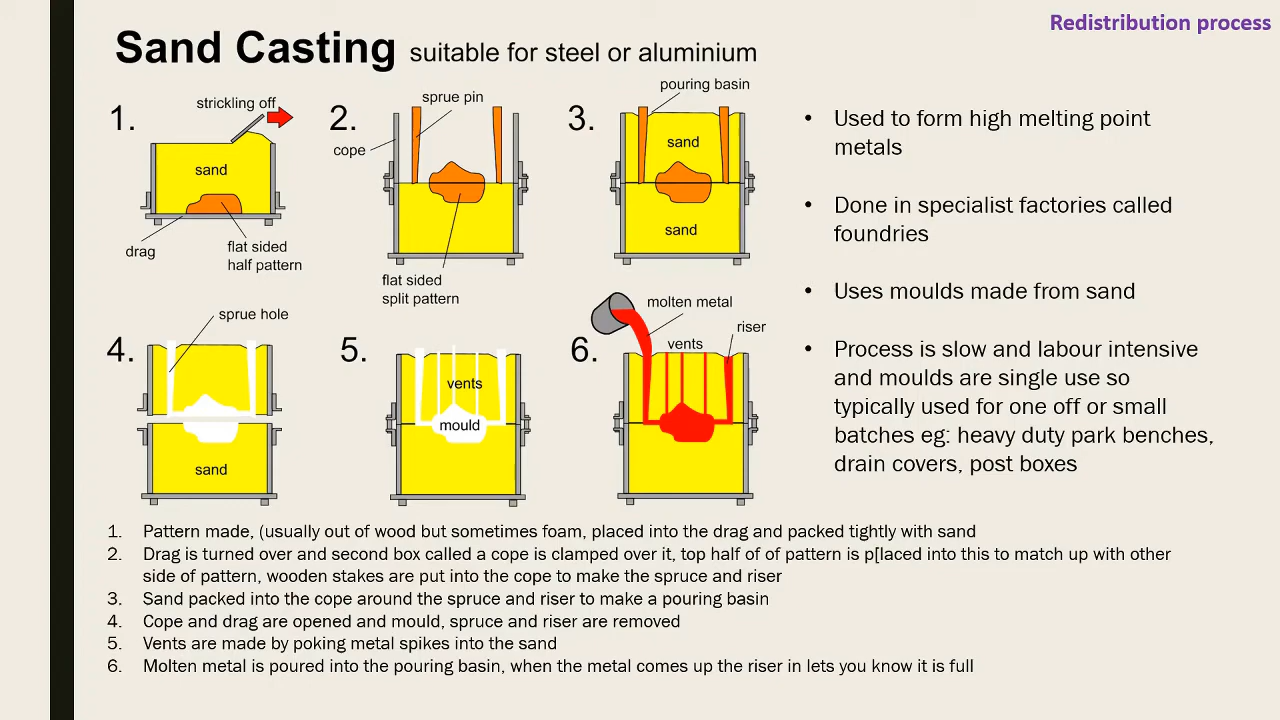 Redistribution process
Sand Casting suitable for steel or aluminium
1.
strickling off
sand
drag
flat sided
half pattern
2.
sprue pin
cope
flat sided
split pattern
3.
pouring basin
sand
sand
4.
sprue hole
sand
5.
vents
mould
6.
molten metal
riser
vents
• Used to form high melting point
metals
• Done in specialist factories called
foundries
• Uses moulds made from sand
• Process is slow and labour intensive
and moulds are single use so
typically used for one off or small
batches eg: heavy duty park benches,
drain covers, post boxes
1. Pattern made, (usually out of wood but sometimes foam, placed into the drag and packed tightly with sand
2. Drag is turned over and second box called a cope is clamped over it, top half of of pattern is p[laced into this to match up with other
side of pattern, wooden stakes are put into the cope to make the spruce and riser
3. Sand packed into the cope around the spruce and riser to make a pouring basin
4. Cope and drag are opened and mould, spruce and riser are removed
5. Vents are made by poking metal spikes into the sand
6. Molten metal is poured into the pouring basin, when the metal comes up the riser in lets you know it is full